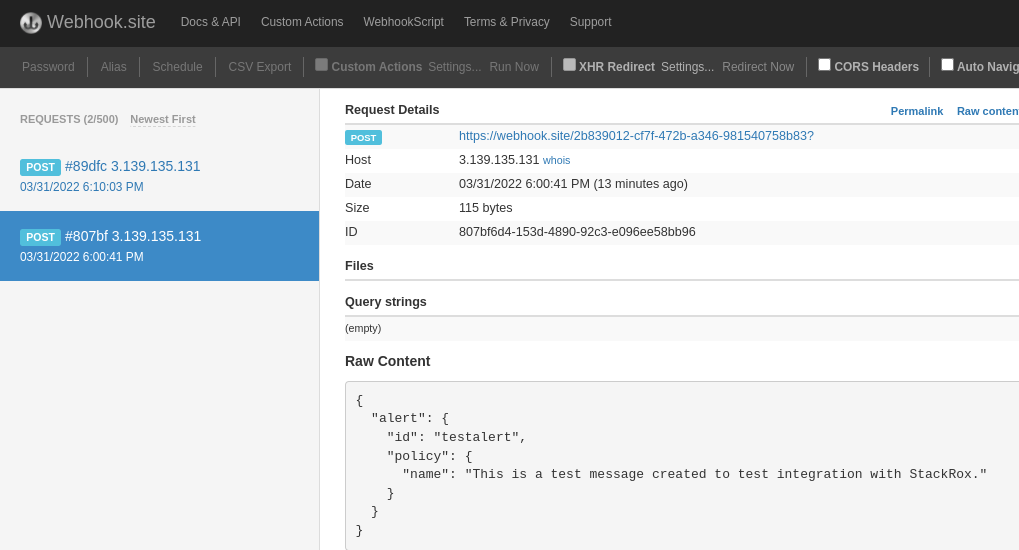 Webhook.site Docs & API Custom Actions WebhookScript Terms & Privacy Support
Password Alias Schedule CSV Export Custom Actions Settings... Run Now XHR Redirect Settings... Redirect Now CORS Headers Auto Navig
REQUESTS (2/500) Newest First
POST #89dfc 3.139.135.131
03/31/2022 6:10:03 PM
POST #807bf 3.139.135.131
03/31/2022 6:00:41 PM
Request Details Permalink Raw conten
POST https://webhook.site/2b839012-cf7f-472b-a346-981540758b83?
Host 3.139.135.131 whois
Date 03/31/2022 6:00:41 PM (13 minutes ago)
Size 115 bytes
ID 807bf6d4-153d-4890-92c3-e096ee58bb96
Files
Query strings
(empty)
Raw Content
{
  "alert": {
    "id": "testalert",
    "policy": {
      "name": "This is a test message created to test integration with StackRox."
    }
  }
}